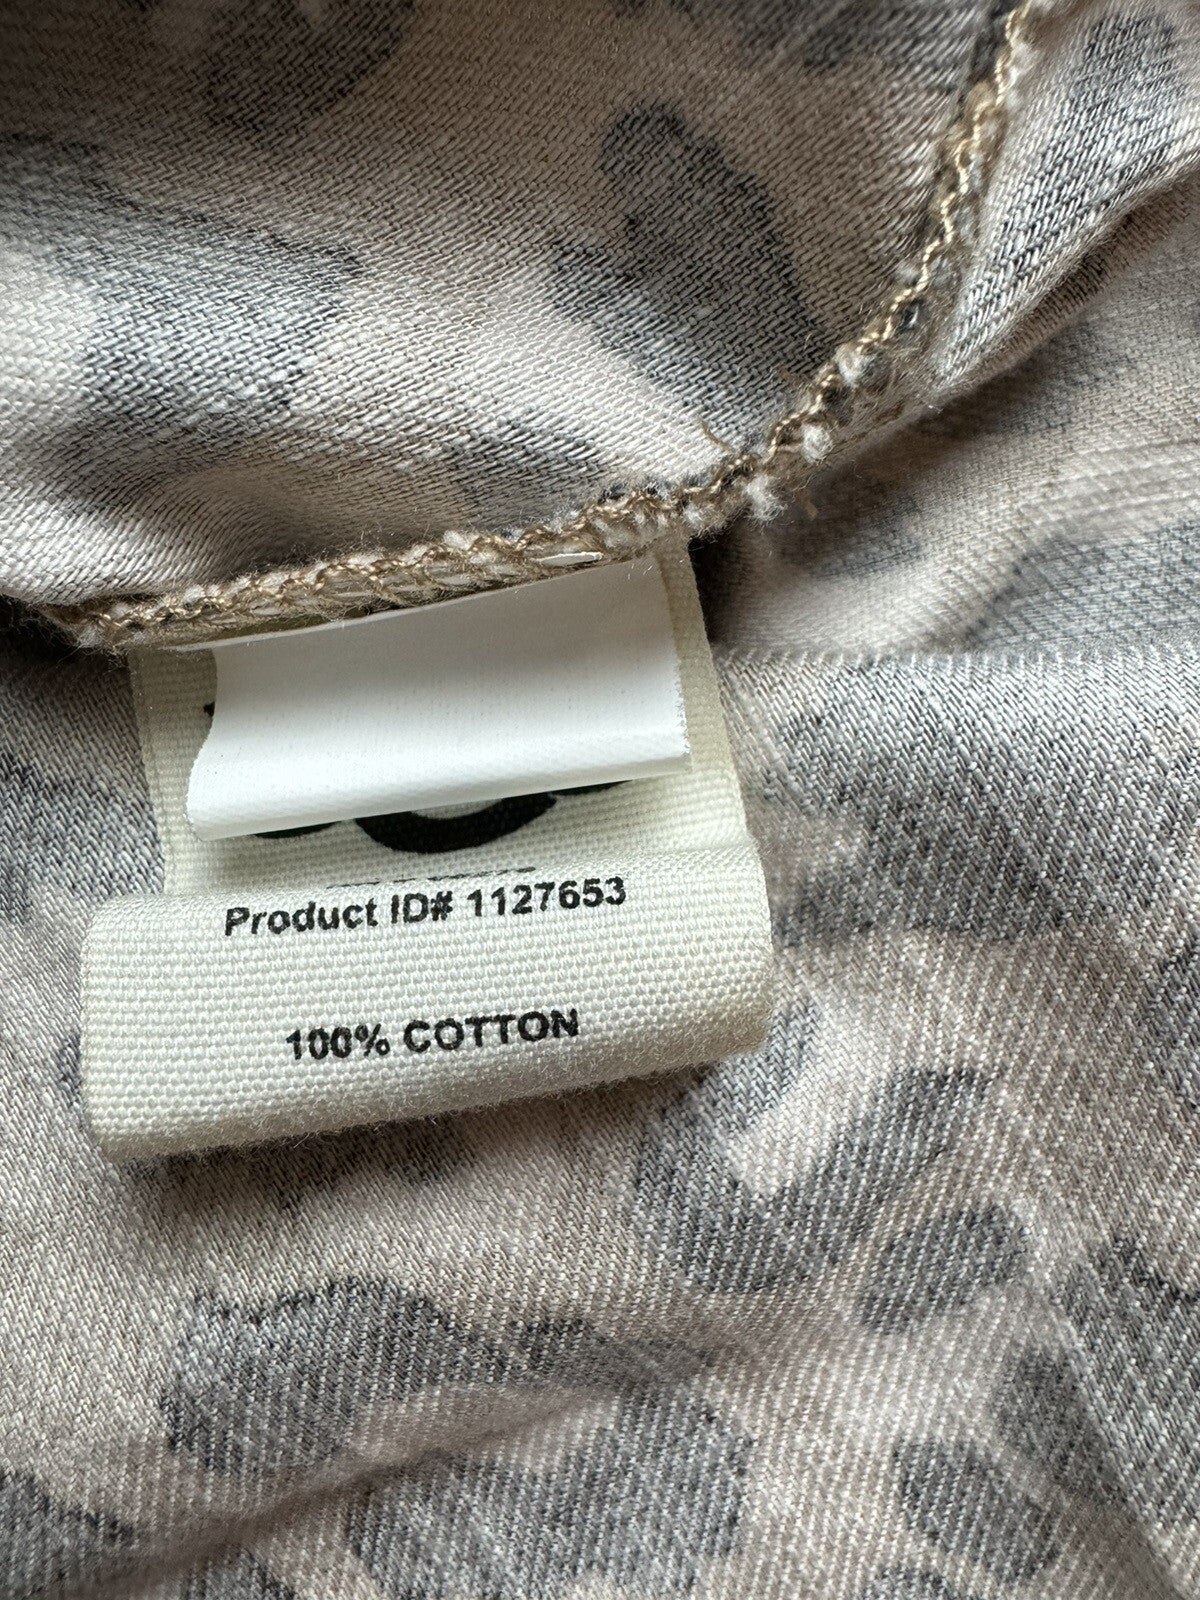 Product ID# 1127653
100% COTTON